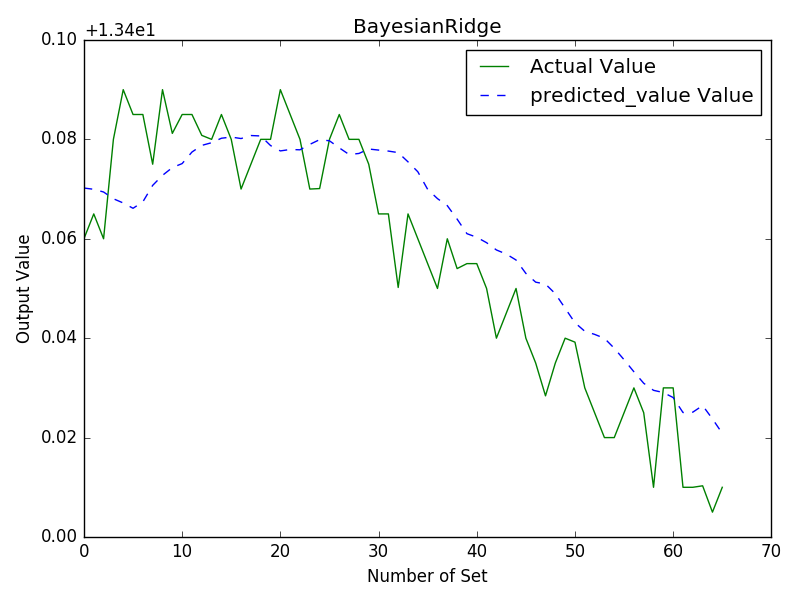 BayesianRidge
+1.34e1
Actual Value
predicted_value Value
0.10
0.08
0.06
0.04
0.02
0.00
Output Value
0 10 20 30 40 50 60 70
Number of Set